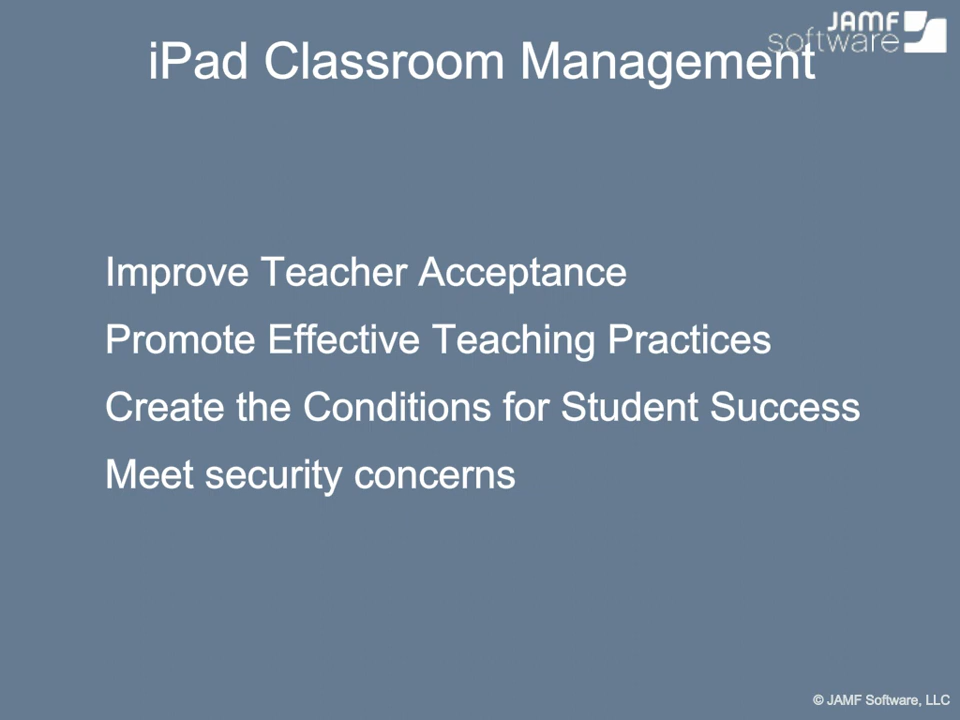 JAMF
software
iPad Classroom Management
Improve Teacher Acceptance
Promote Effective Teaching Practices
Create the Conditions for Student Success
Meet security concerns
© JAMF Software, LLC